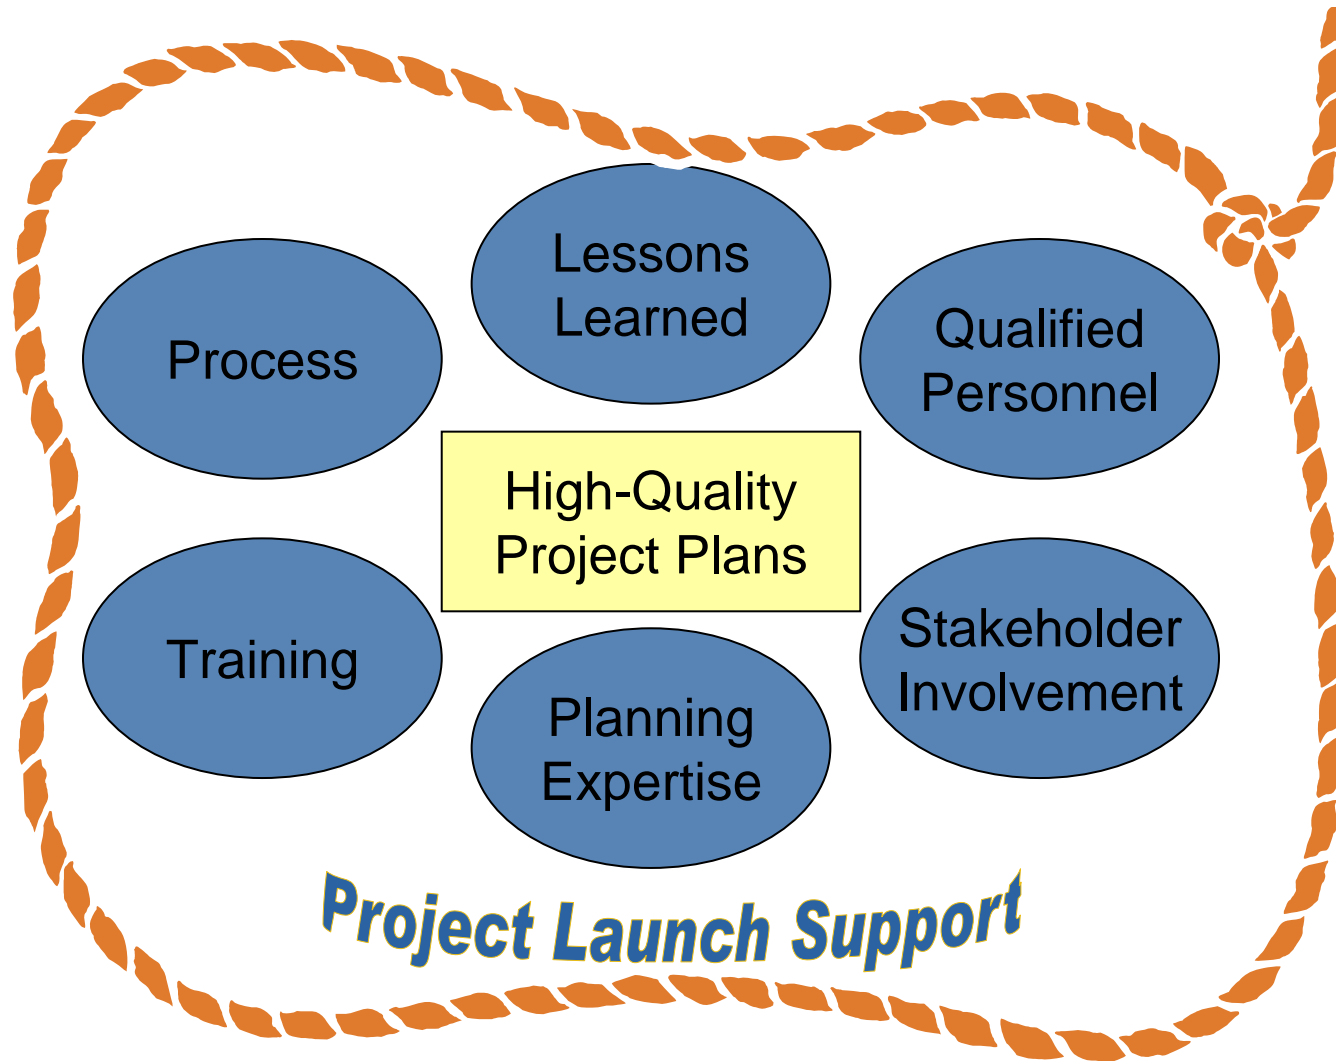 Lessons
Learned
Process
Qualified
Personnel
High-Quality
Project Plans
Training
Stakeholder
Involvement
Planning
Expertise
Project Launch Support